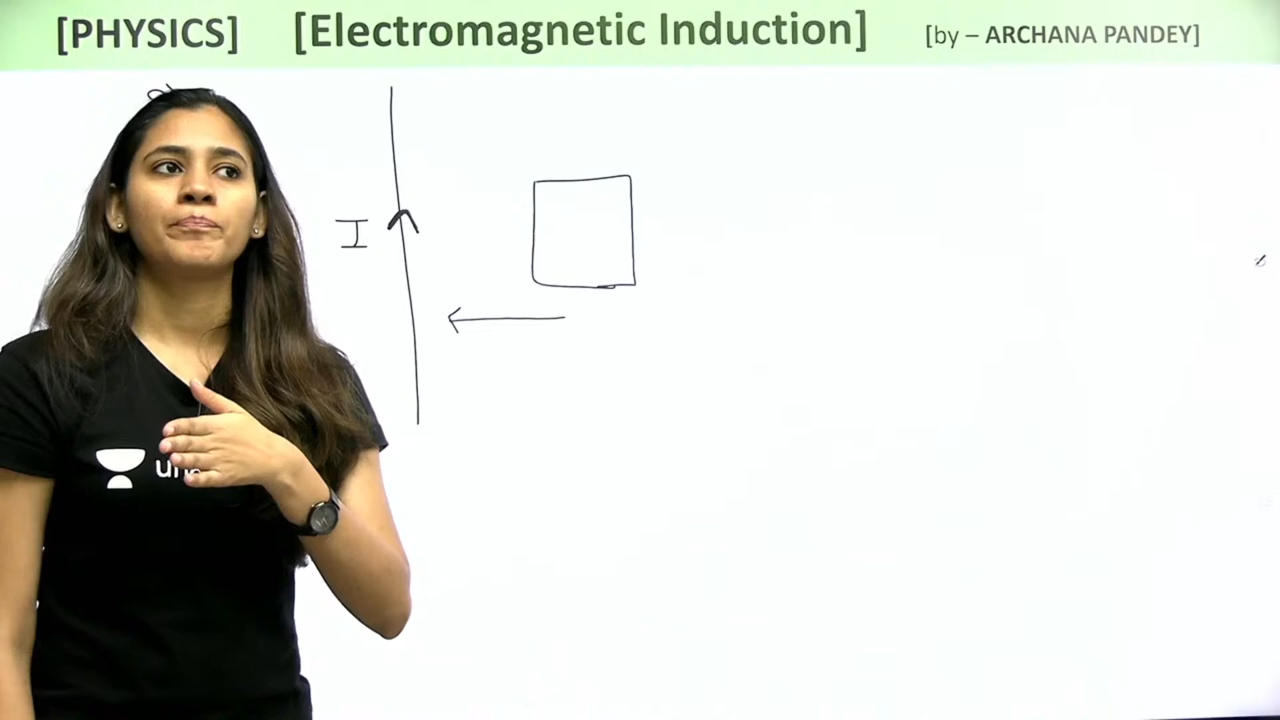 [PHYSICS] [Electromagnetic Induction] [by – ARCHANA PANDEY]
I